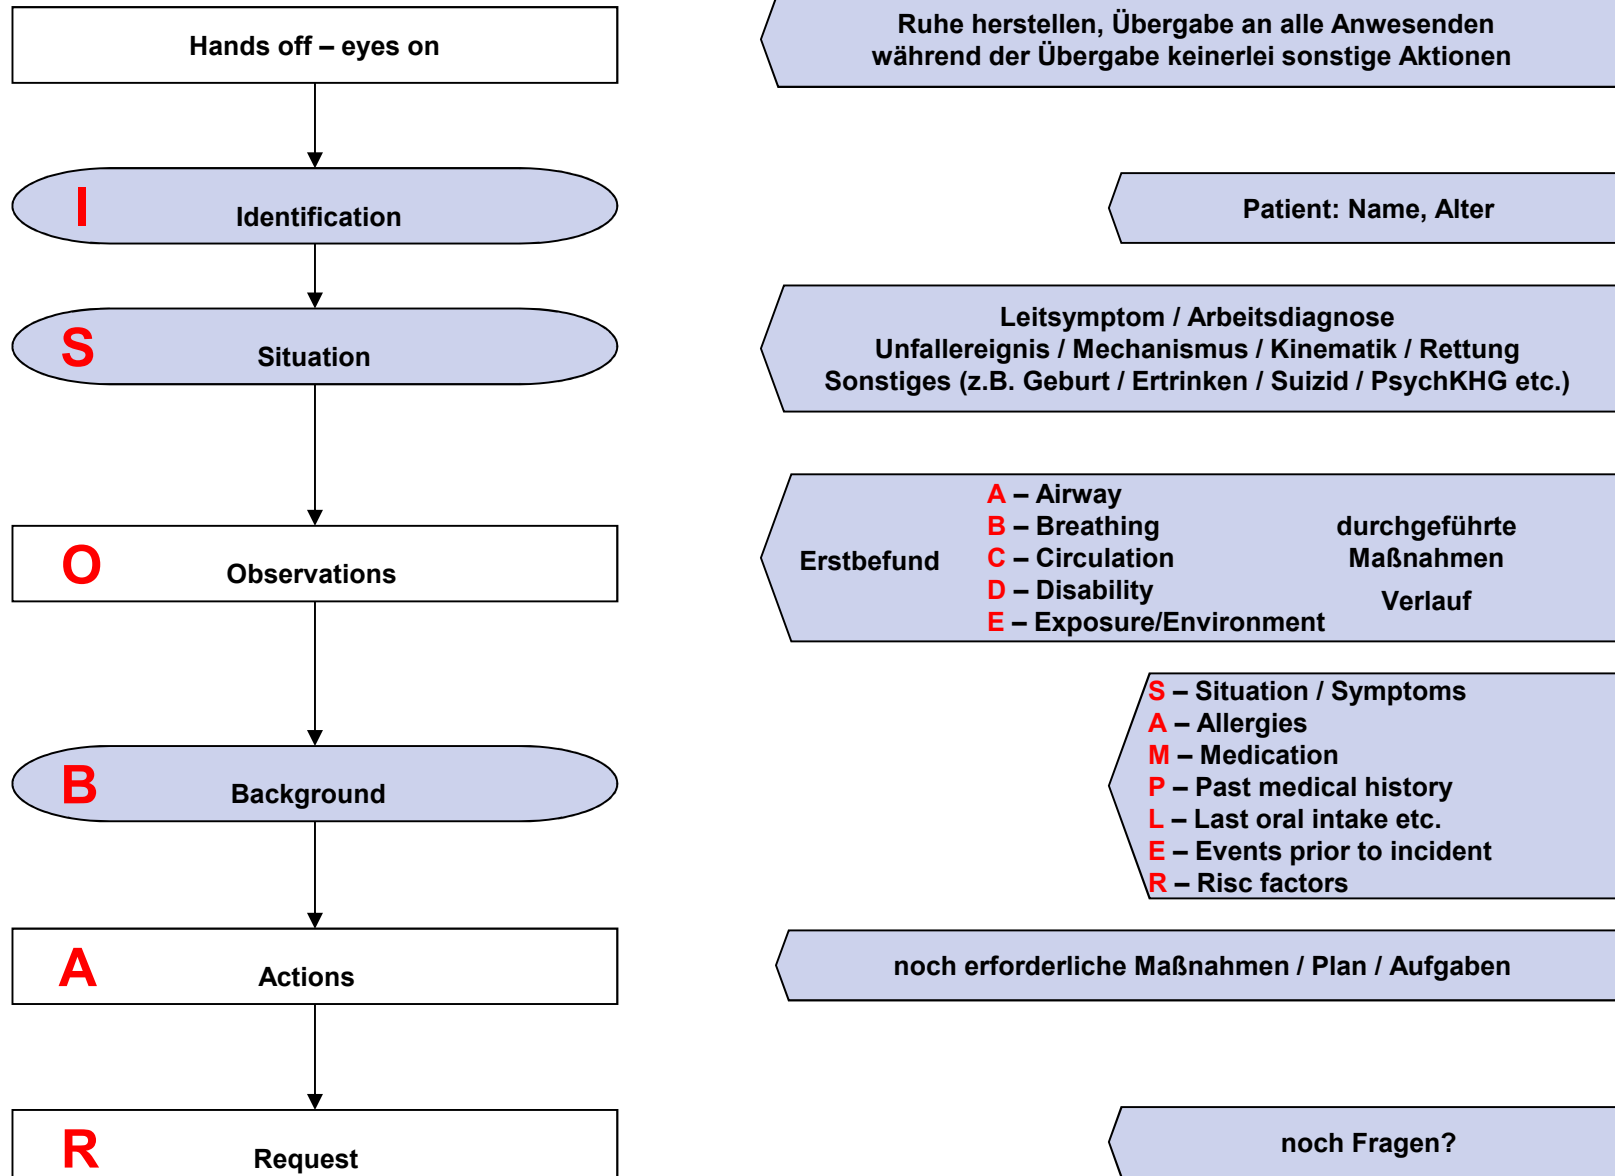 Hands off – eyes on
Ruhe herstellen, Übergabe an alle Anwesenden
während der Übergabe keinerlei sonstige Aktionen
I
Identification
Patient: Name, Alter
S
Situation
Leitsymptom / Arbeitsdiagnose
Unfallereignis / Mechanismus / Kinematik / Rettung
Sonstiges (z.B. Geburt / Ertrinken / Suizid / PsychKHG etc.)
O
Observations
Erstbefund
A – Airway
B – Breathing
C – Circulation
D – Disability
E – Exposure/Environment
durchgeführte
Maßnahmen
Verlauf
B
Background
S – Situation / Symptoms
A – Allergies
M – Medication
P – Past medical history
L – Last oral intake etc.
E – Events prior to incident
R – Risc factors
A
Actions
noch erforderliche Maßnahmen / Plan / Aufgaben
R
Request
noch Fragen?